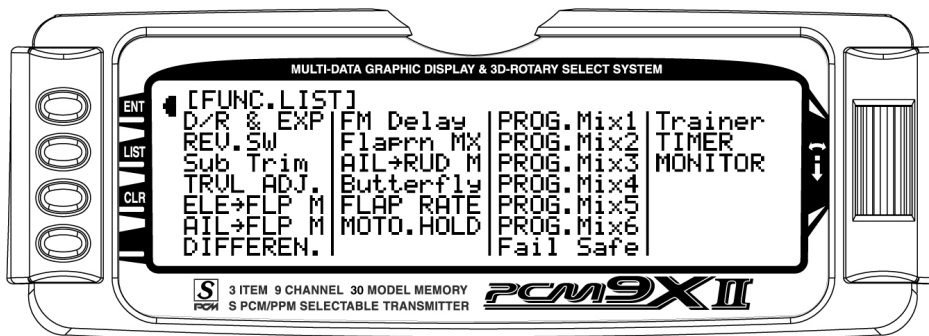 MULTI-DATA GRAPHIC DISPLAY & 3D-ROTARY SELECT SYSTEM
ENT
LIST
CLR
[FUNC.LIST]
D/R & EXP
REV.SW
Sub Trim
TRVL ADJ.
ELE→FLP M
AIL→FLP M
DIFFEREN.
FM Delay
Flaprn MX
AIL→RUD M
Butterfly
FLAP RATE
MOTO.HOLD
PROG.Mix1
PROG.Mix2
PROG.Mix3
PROG.Mix4
PROG.Mix5
PROG.Mix6
Fail Safe
Trainer
TIMER
MONITOR
i
S PCM
3 ITEM 9 CHANNEL 30 MODEL MEMORY
S PCM/PPM SELECTABLE TRANSMITTER
PCM9X II